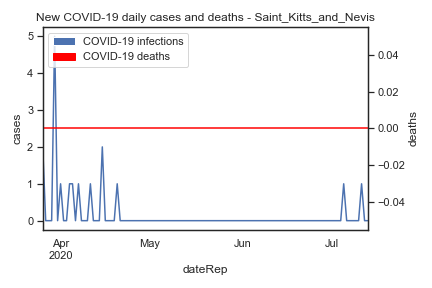 New COVID-19 daily cases and deaths - Saint_Kitts_and_Nevis
COVID-19 infections
COVID-19 deaths
5
4
3
2
1
0
cases
0.04
0.02
0.00
−0.02
−0.04
deaths
Apr
2020
May
Jun
Jul
dateRep